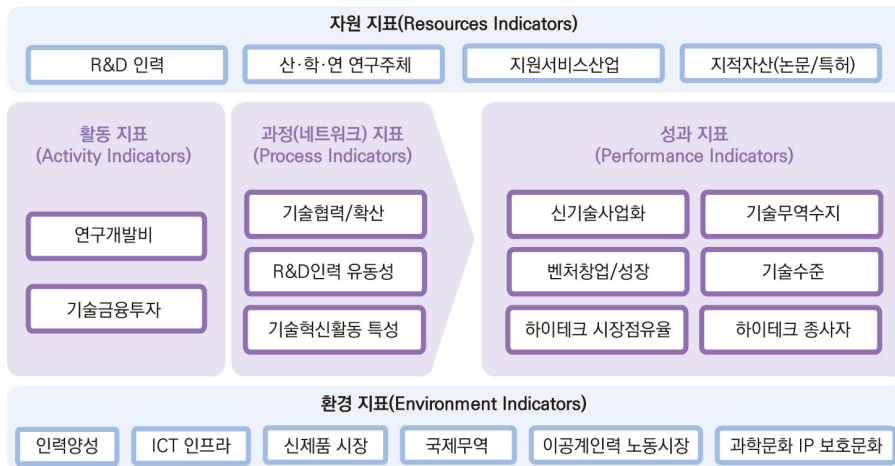 자원 지표(Resources Indicators)
R&D 인력
산·학·연 연구주체
지원서비스산업
지적자산(논문/특허)
활동 지표
(Activity Indicators)
연구개발비
기술금융투자
과정(네트워크) 지표
(Process Indicators)
기술협력/확산
R&D인력 유동성
기술혁신활동 특성
성과 지표
(Performance Indicators)
신기술사업화
기술무역수지
벤처창업/성장
기술수준
하이테크 시장점유율
하이테크 종사자
환경 지표(Environment Indicators)
인력양성
ICT 인프라
신제품 시장
국제무역
이공계인력 노동시장
과학문화 IP 보호문화